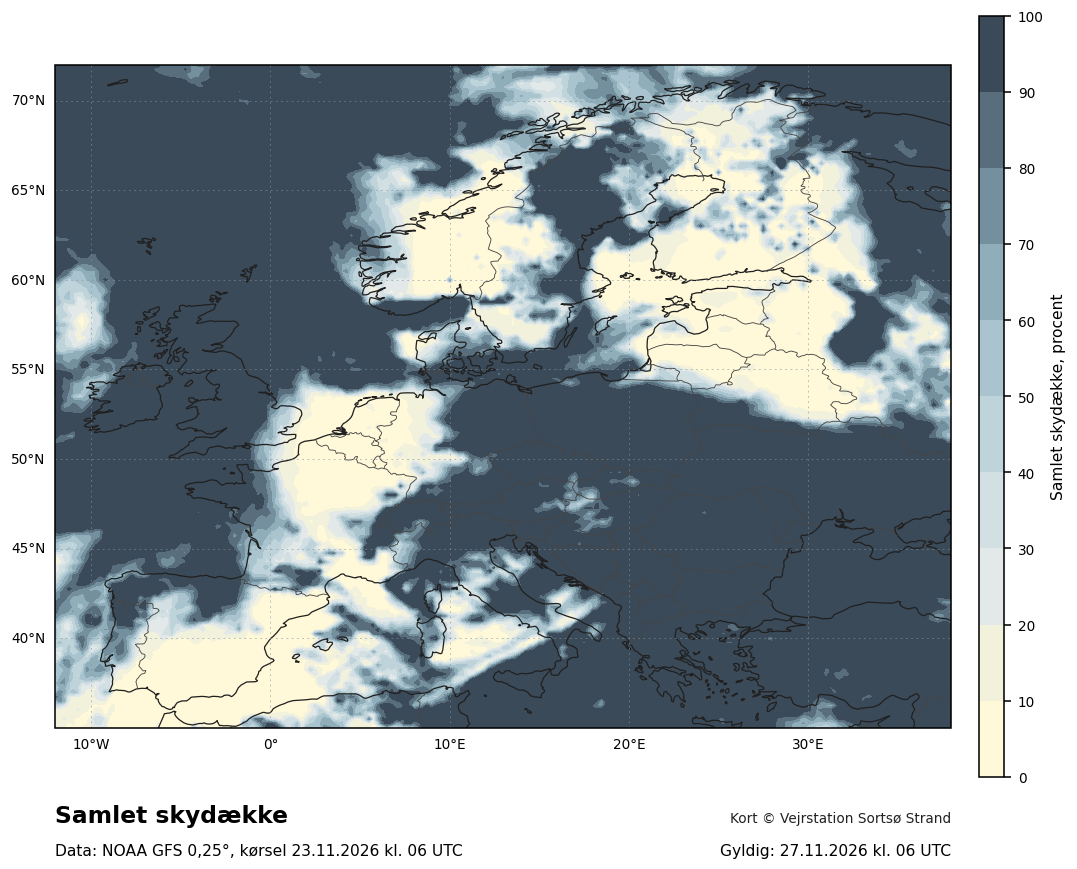 70°N
65°N
60°N
55°N
50°N
45°N
40°N
10°W
0°
10°E
20°E
30°E
100
90
80
70
60
50
40
30
20
10
0
Samlet skydække, procent
Samlet skydække
Kort © Vejrstation Sortsø Strand
Data: NOAA GFS 0,25°, kørsel 23.11.2026 kl. 06 UTC
Gyldig: 27.11.2026 kl. 06 UTC